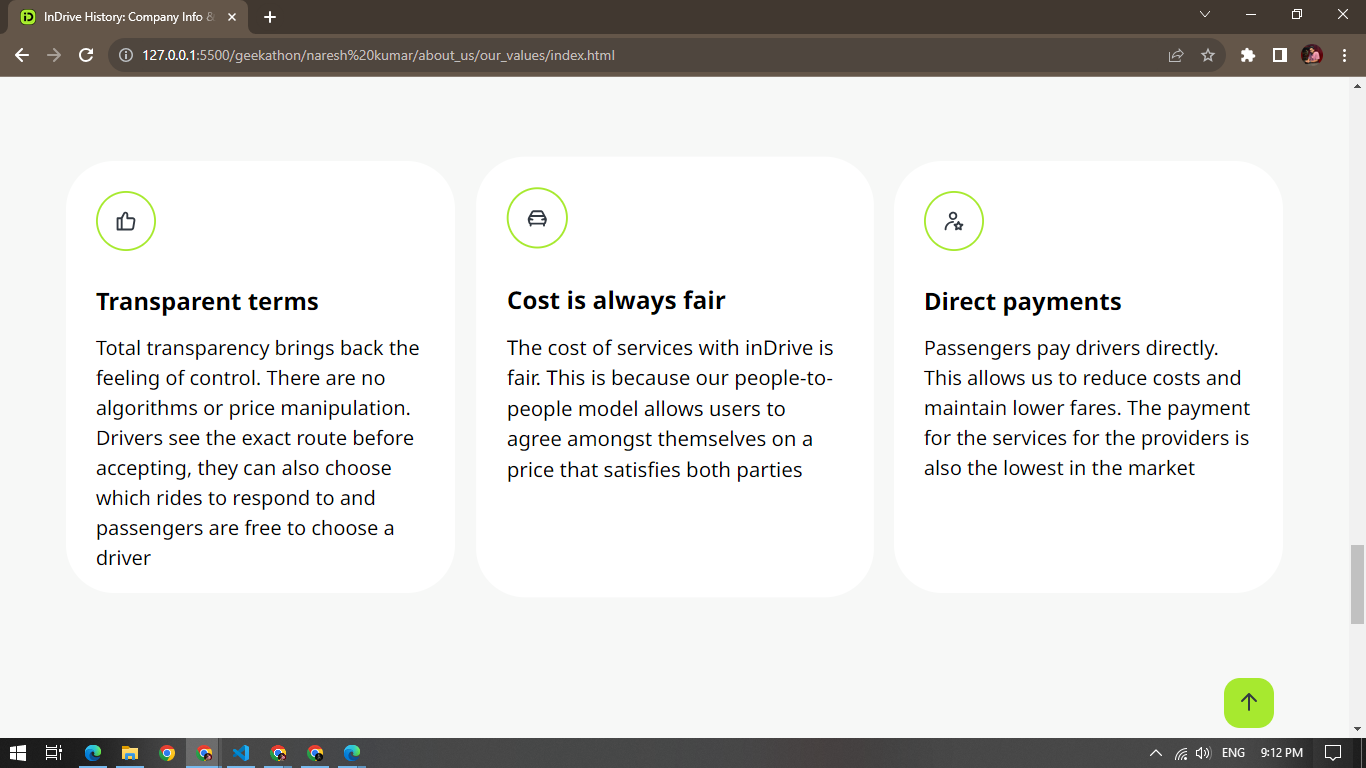 iD InDrive History: Company Info &
127.0.0.1:5500/geekathon/naresh%20kumar/about_us/our_values/index.html
Transparent terms
Total transparency brings back the
feeling of control. There are no
algorithms or price manipulation.
Drivers see the exact route before
accepting, they can also choose
which rides to respond to and
passengers are free to choose a
driver
Cost is always fair
The cost of services with inDrive is
fair. This is because our people-to-
people model allows users to
agree amongst themselves on a
price that satisfies both parties
Direct payments
Passengers pay drivers directly.
This allows us to reduce costs and
maintain lower fares. The payment
for the services for the providers is
also the lowest in the market
ENG 9:12 PM